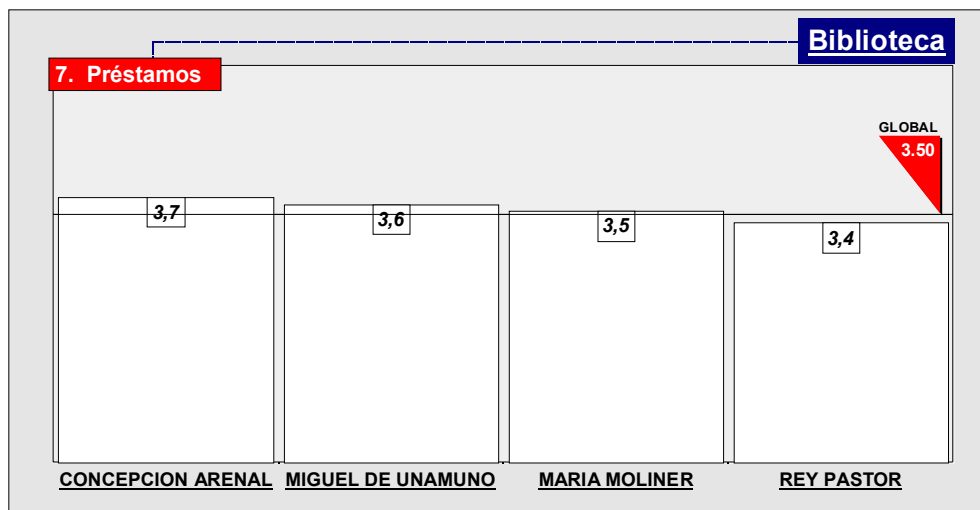 Biblioteca
7. Préstamos
GLOBAL
3.50
3,7
3,6
3,5
3,4
CONCEPCION ARENAL
MIGUEL DE UNAMUNO
MARIA MOLINER
REY PASTOR